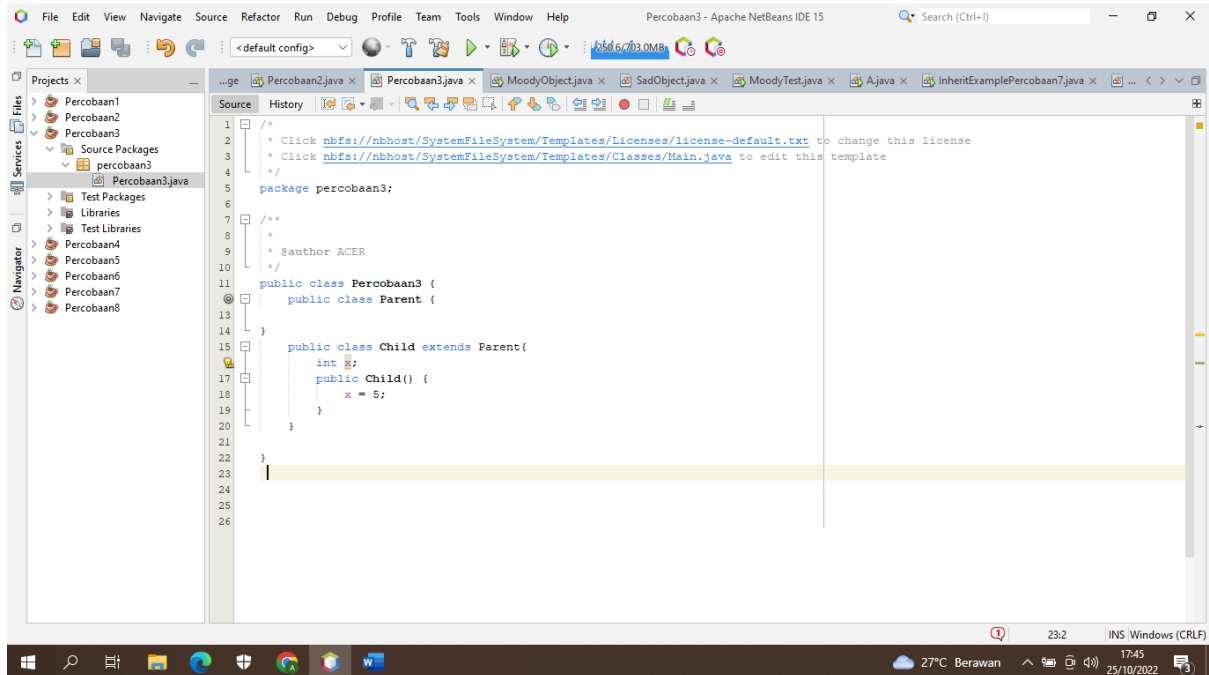 File Edit View Navigate Source Refactor Run Debug Profile Team Tools Window Help Percobaan3 - Apache NetBeans IDE 15 Search (Ctrl+I)
<default config> 250.6/703.0MB
Projects × ...ge Percobaan2.java × Percobaan3.java × MoodyObject.java × SadObject.java × MoodyTest.java × A.java × InheritExamplePercobaan7.java × ...
Source History
Files
Services
Navigator
Percobaan1
Percobaan2
Percobaan3
Source Packages
percobaan3
Percobaan3.java
Test Packages
Libraries
Test Libraries
Percobaan4
Percobaan5
Percobaan6
Percobaan7
Percobaan8
1 /*
2 * Click nbfs://nbhost/SystemFileSystem/Templates/Licenses/license-default.txt to change this license
3 * Click nbfs://nbhost/SystemFileSystem/Templates/Classes/Main.java to edit this template
4 */
5 package percobaan3;
6
7 /**
8 *
9 * @author ACER
10 */
11 public class Percobaan3 {
public class Parent {
13
14 }
15 public class Child extends Parent{
int x;
17 public Child() {
18 x = 5;
19 }
20 }
21
22 }
23
24
25
26
1 23:2 INS Windows (CRLF)
27°C Berawan 17:45
25/10/2022 3